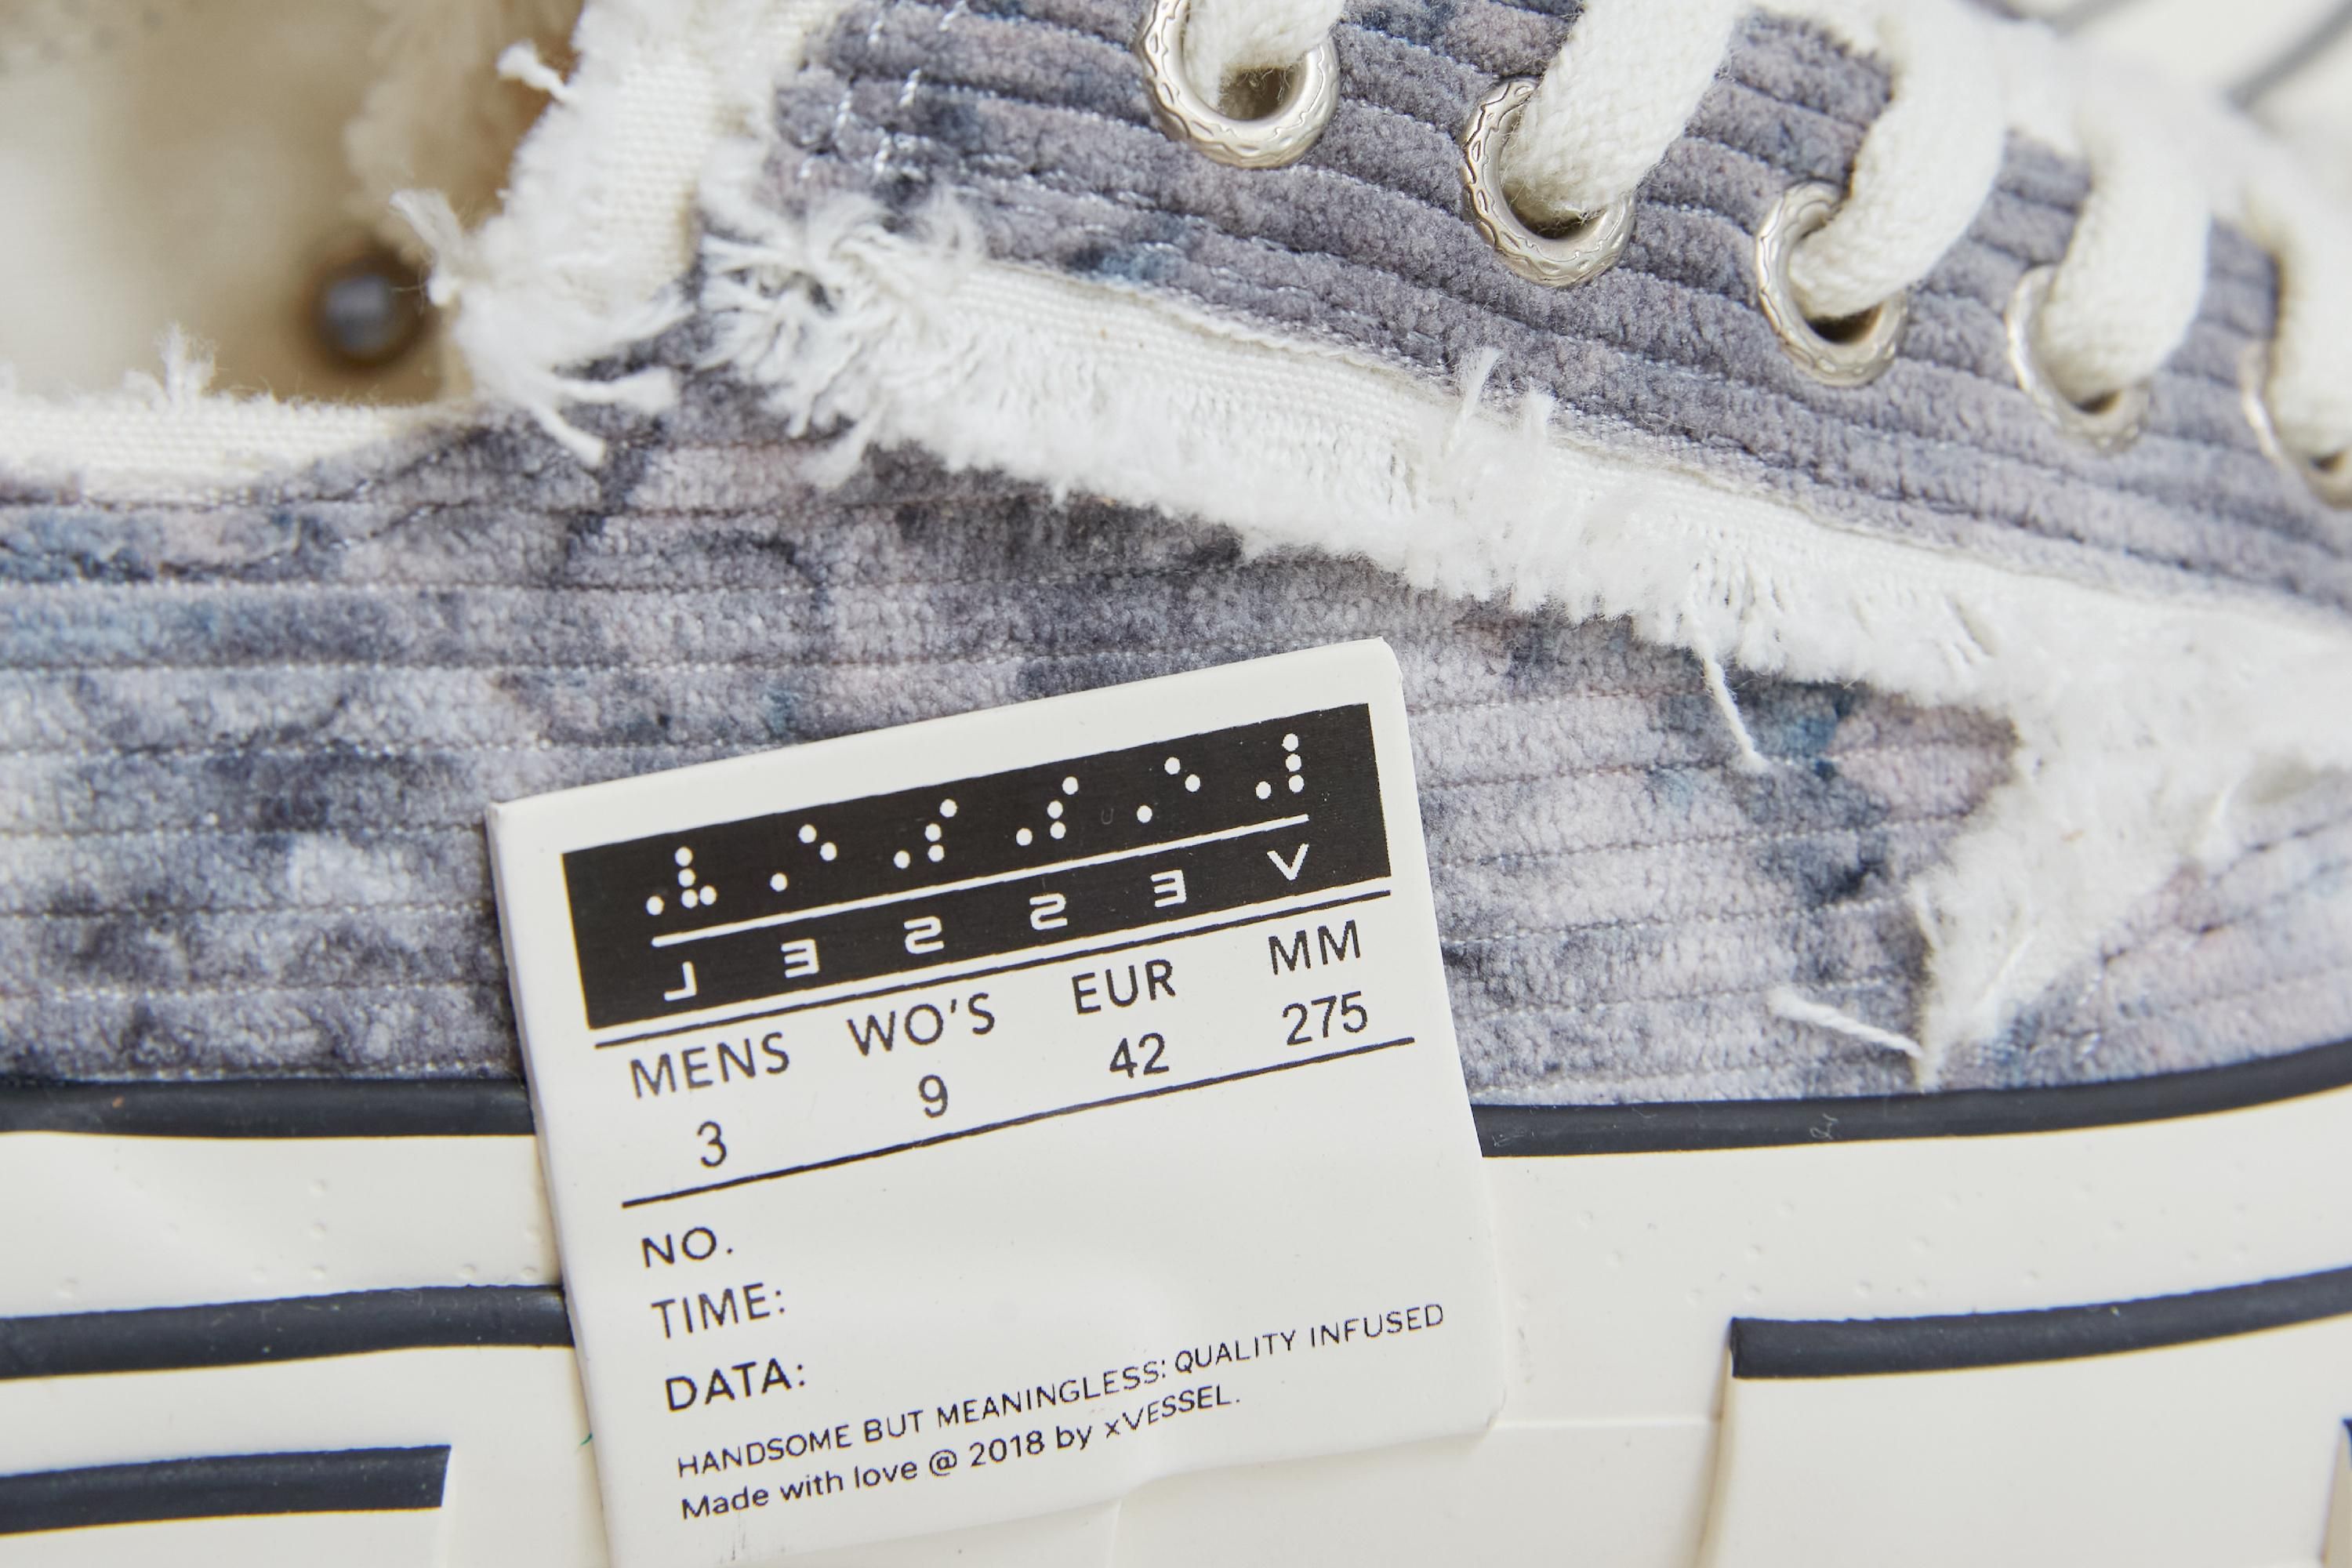 VESSEL
MENS WO'S EUR MM
3 9 42 275
NO.
TIME:
DATA:
HANDSOME BUT MEANINGLESS: QUALITY INFUSED
Made with love @ 2018 by xVESSEL.